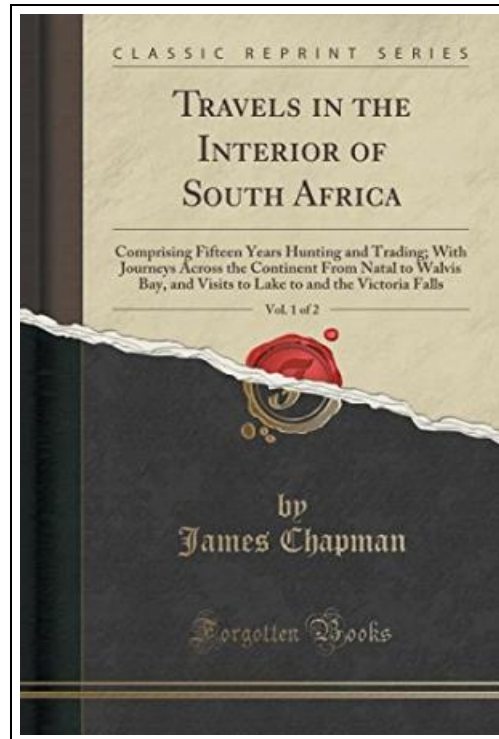 CLASSIC REPRINT SERIES
TRAVELS IN THE
INTERIOR OF
SOUTH AFRICA
Comprising Fifteen Years Hunting and Trading; With
Journeys Across the Continent From Natal to Walvis
Bay, and Visits to Lake to and the Victoria Falls
Vol. 1 of 2
F
by
James Chapman
Forgotten Books